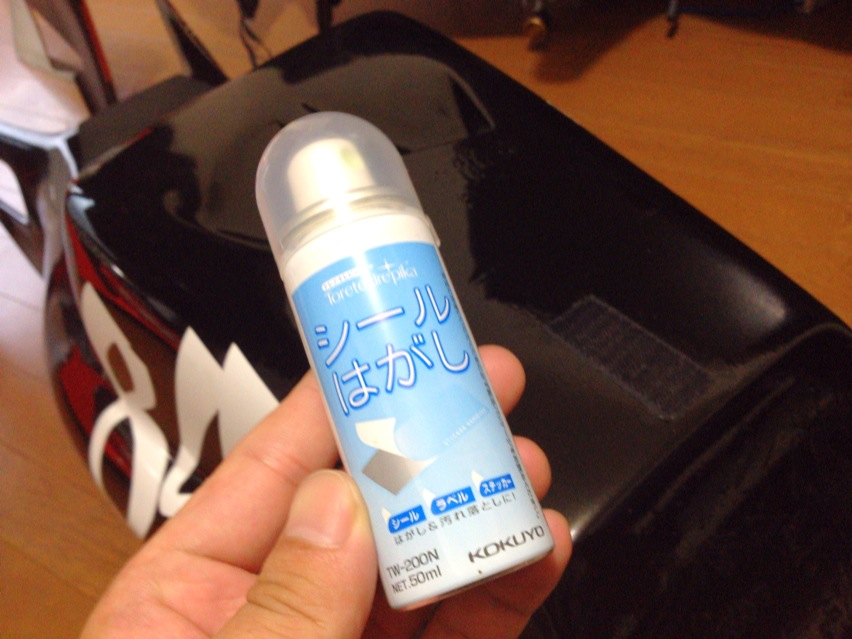 シール
はがし
シール ラベル ステッカー
はがし&汚れ落としに!
TW-200N
NET.50ml
KOKUYO